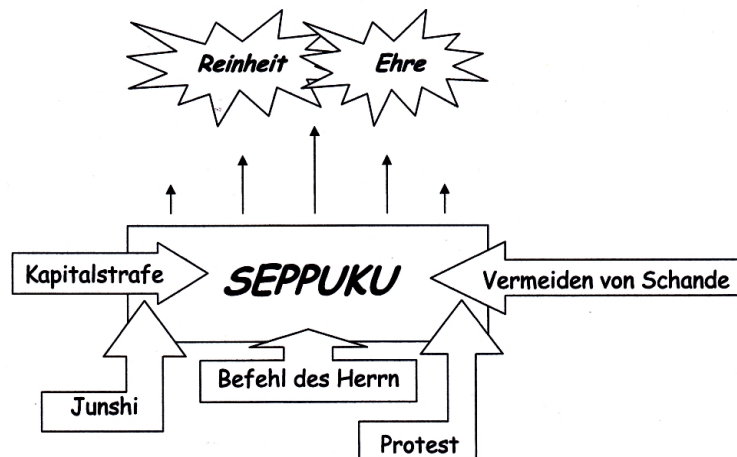 Reinheit
Ehre
SEPPUKU
Kapitalstrafe
Vermeiden von Schande
Befehl des Herrn
Junshi
Protest